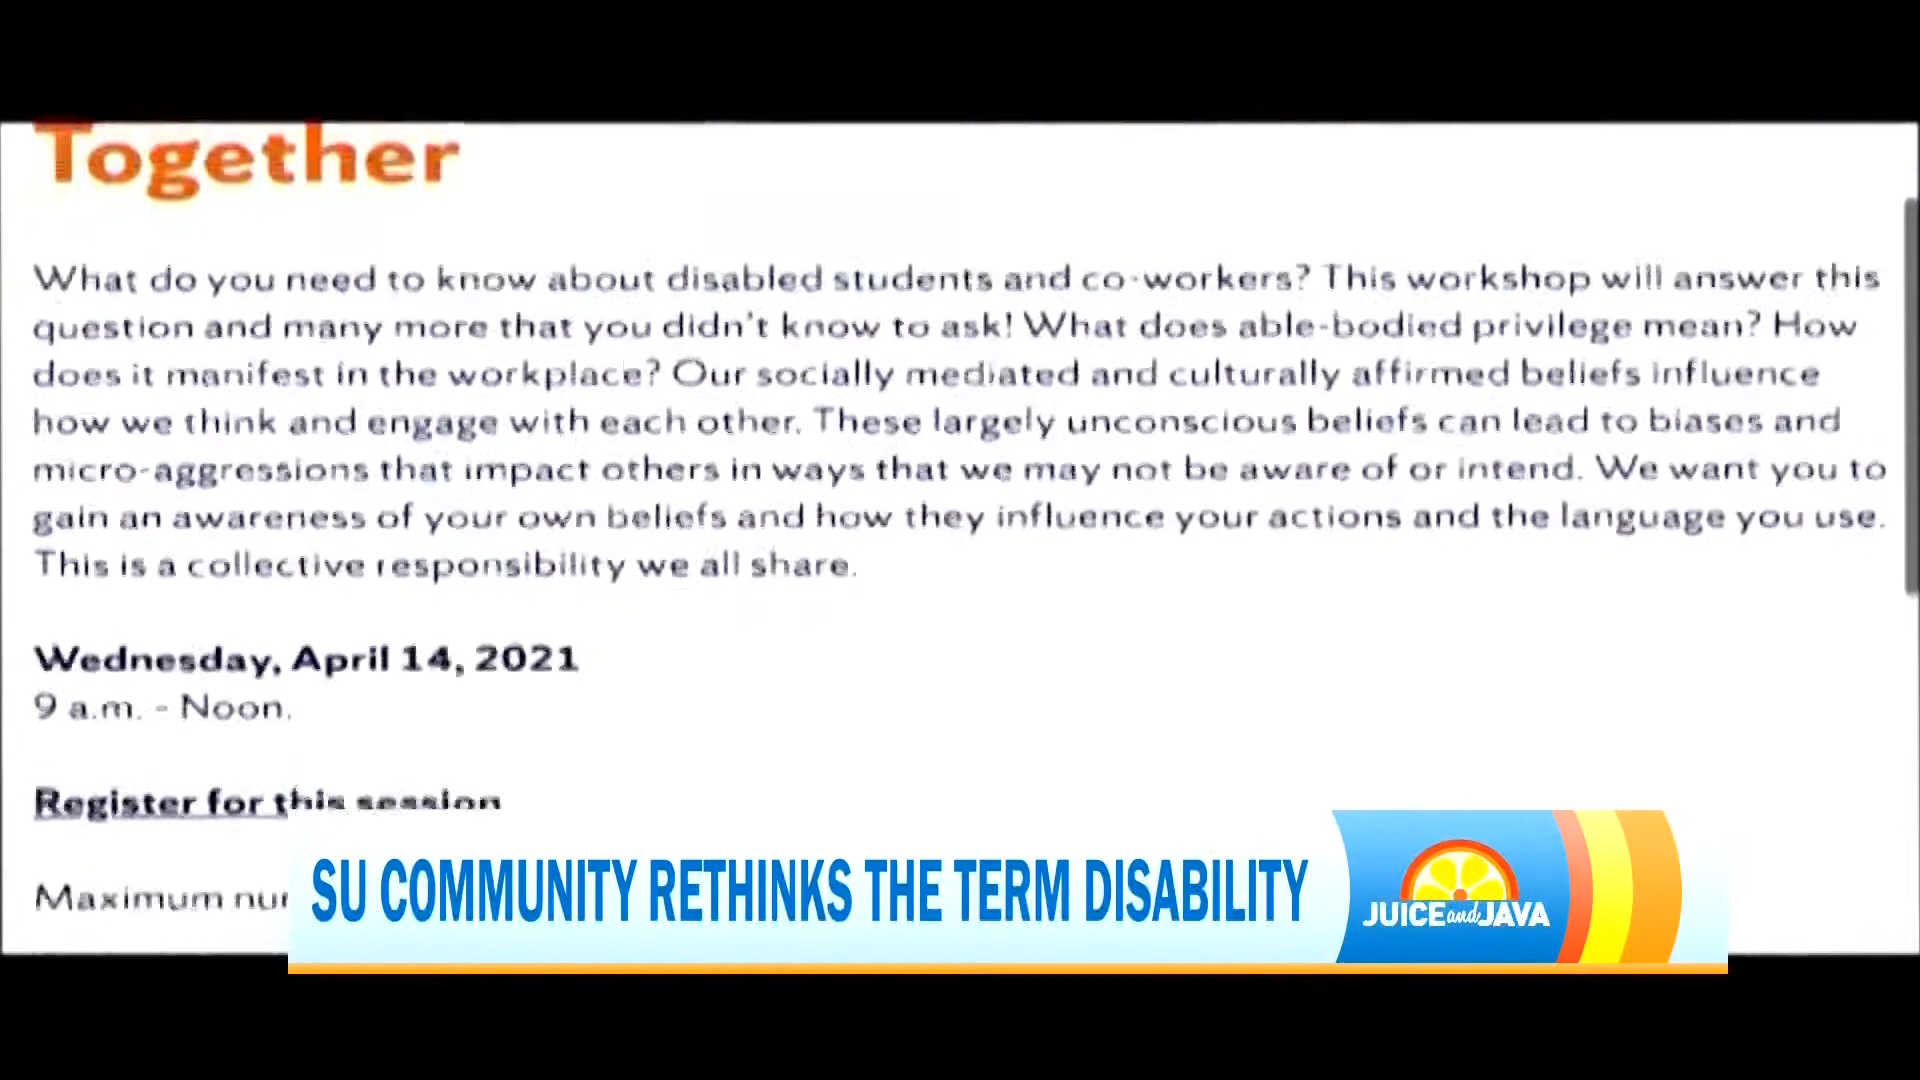 Together
What do you need to know about disabled students and co-workers? This workshop will answer this
question and many more that you didn't know to ask! What does able-bodied privilege mean? How
does it manifest in the workplace? Our socially mediated and culturally affirmed beliefs influence
how we think and engage with each other. These largely unconscious beliefs can lead to biases and
micro-aggressions that impact others in ways that we may not be aware of or intend. We want you to
gain an awareness of your own beliefs and how they influence your actions and the language you use.
This is a collective responsibility we all share.
Wednesday, April 14, 2021
9 a.m. - Noon.
Register for this session
Maximum
SU COMMUNITY RETHINKS THE TERM DISABILITY
JUICE and JAVA